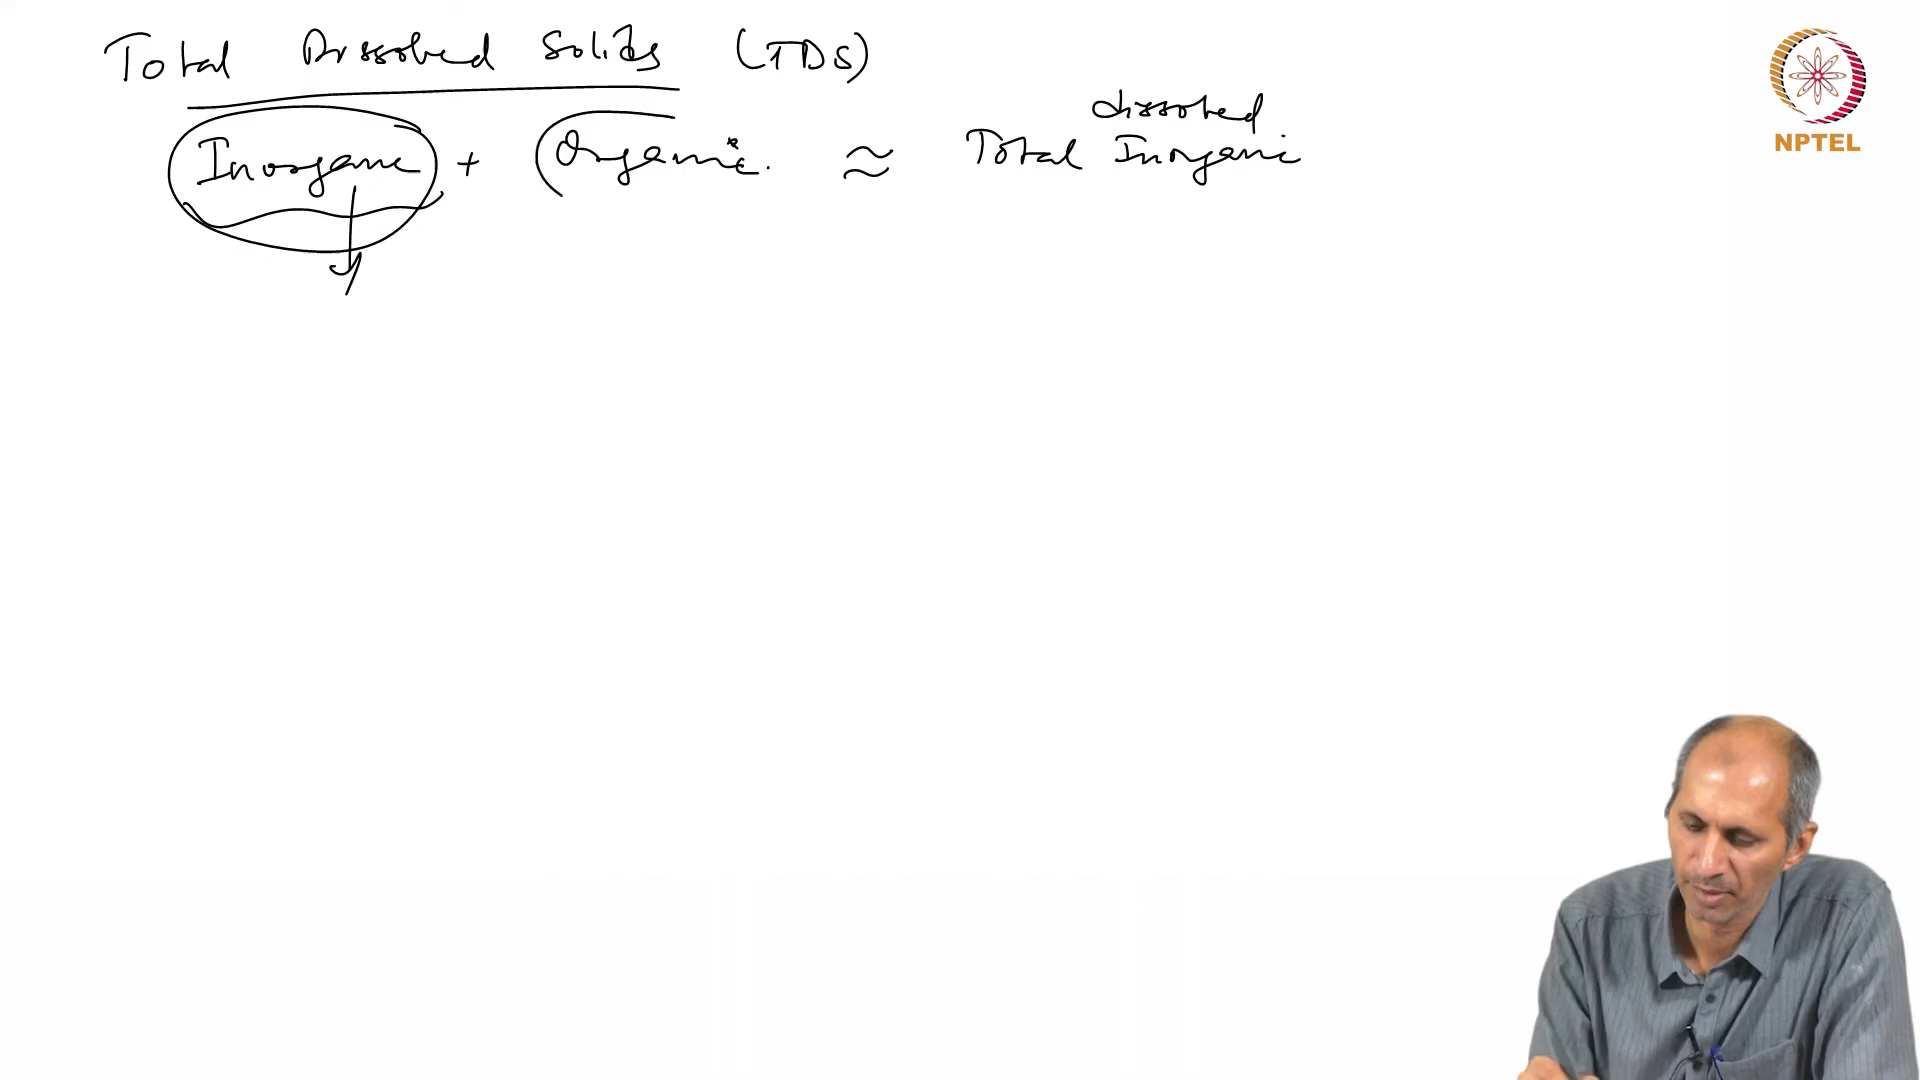 Total Dissolved Solids (TDS)
dissolved
Inorganic + Organic. ≈ Total Inorganic
NPTEL